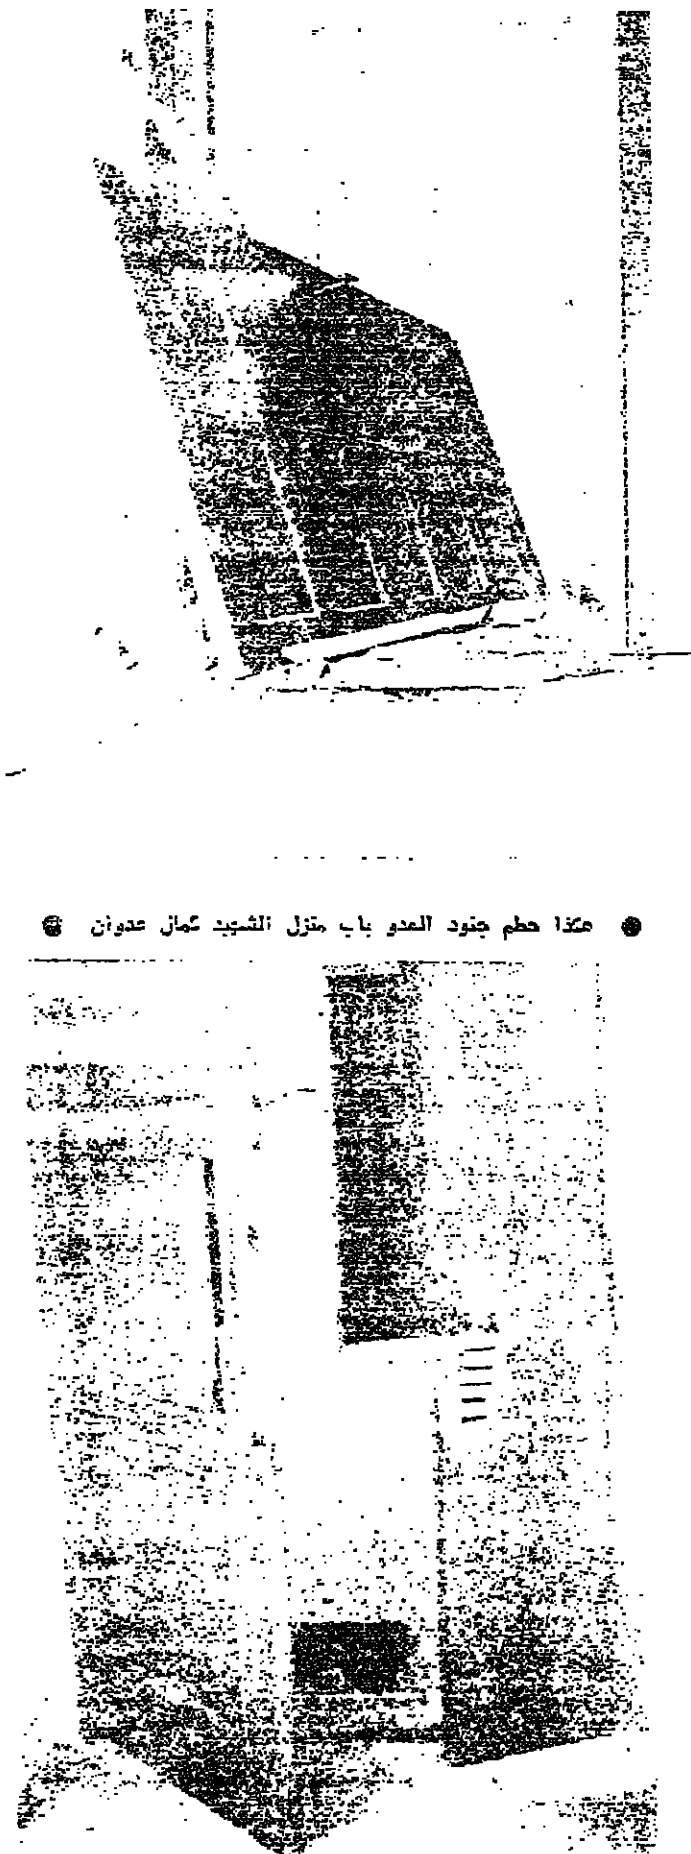 ● هكذا حطم جنود العدو باب منزل الشهيد كمال عدوان ●